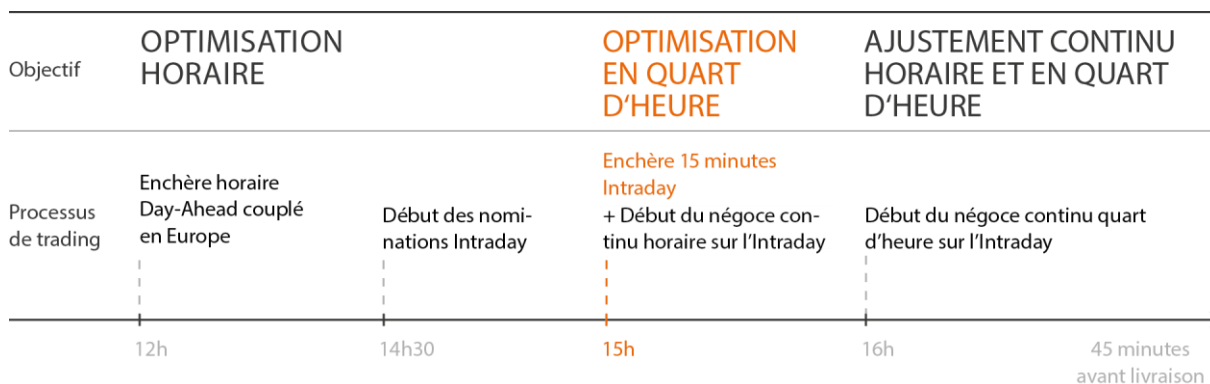 Objectif
OPTIMISATION
HORAIRE
OPTIMISATION
EN QUART
D‘HEURE
AJUSTEMENT CONTINU
HORAIRE ET EN QUART
D‘HEURE
Processus
de trading
Enchère horaire
Day-Ahead couplé
en Europe
Début des nomi-
nations Intraday
Enchère 15 minutes
Intraday
+ Début du négoce con-
tinu horaire sur l’Intraday
Début du négoce continu quart
d’heure sur l’Intraday
12h
14h30
15h
16h
45 minutes
avant livraison